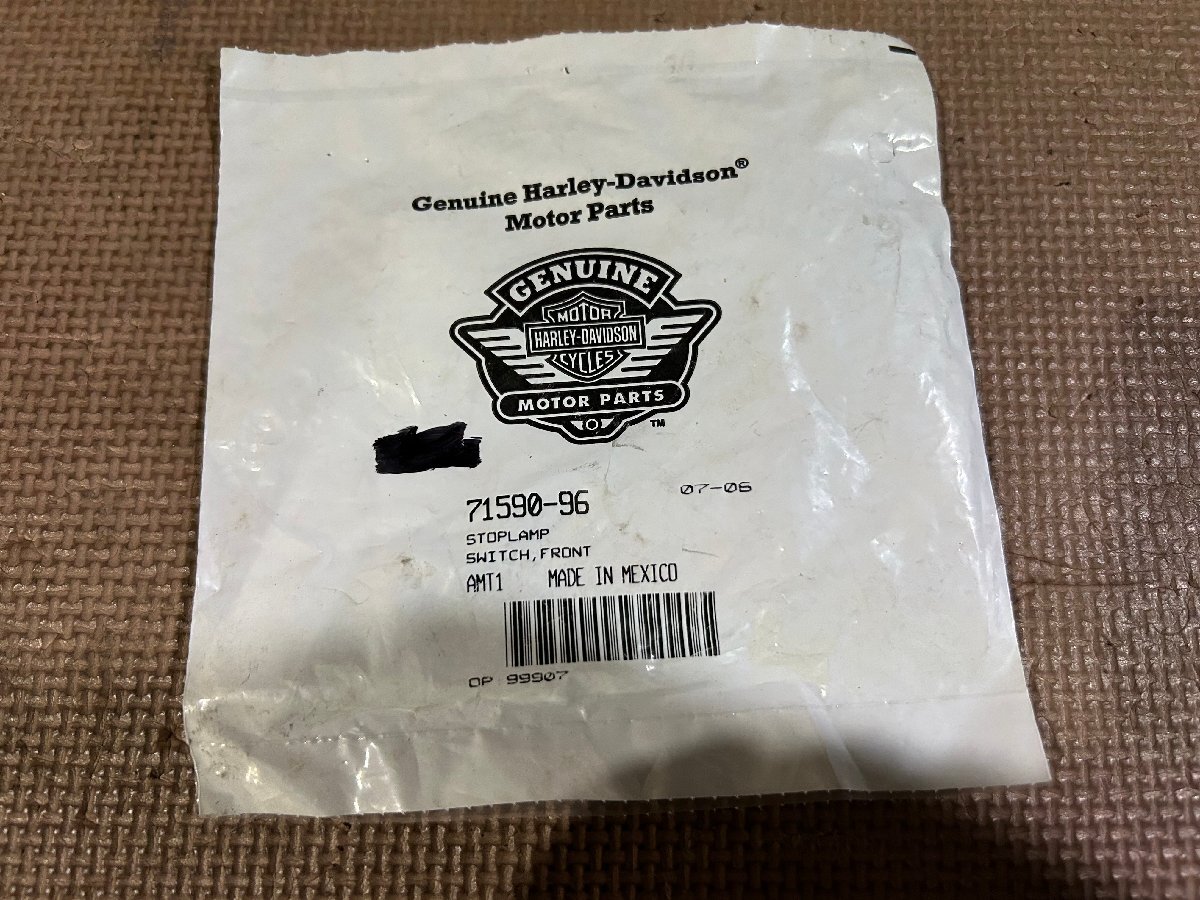 Genuine Harley-Davidson®
Motor Parts
GENUINE
MOTOR
HARLEY-DAVIDSON
CYCLES
MOTOR PARTS
TM
71590-96 07-06
STOPLAMP
SWITCH,FRONT
AMT1 MADE IN MEXICO
OP 99907